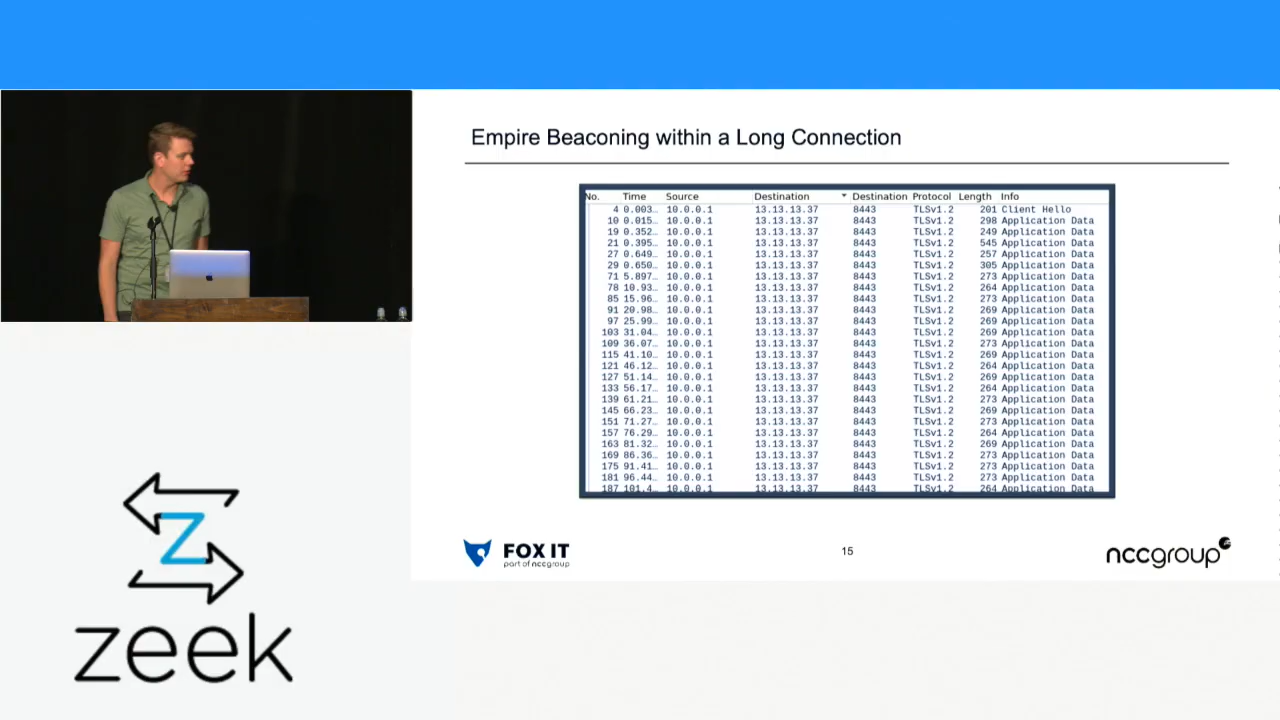 Empire Beaconing within a Long Connection
No. Time Source Destination Destination Protocol Length Info
4 0.003… 10.0.0.1 13.13.13.37 8443 TLSv1.2 201 Client Hello
10 0.015… 10.0.0.1 13.13.13.37 8443 TLSv1.2 298 Application Data
19 0.352… 10.0.0.1 13.13.13.37 8443 TLSv1.2 249 Application Data
21 0.395… 10.0.0.1 13.13.13.37 8443 TLSv1.2 545 Application Data
27 0.649… 10.0.0.1 13.13.13.37 8443 TLSv1.2 257 Application Data
29 0.650… 10.0.0.1 13.13.13.37 8443 TLSv1.2 305 Application Data
71 5.897… 10.0.0.1 13.13.13.37 8443 TLSv1.2 273 Application Data
78 10.93… 10.0.0.1 13.13.13.37 8443 TLSv1.2 264 Application Data
85 15.96… 10.0.0.1 13.13.13.37 8443 TLSv1.2 273 Application Data
91 20.98… 10.0.0.1 13.13.13.37 8443 TLSv1.2 269 Application Data
97 25.99… 10.0.0.1 13.13.13.37 8443 TLSv1.2 269 Application Data
103 31.04… 10.0.0.1 13.13.13.37 8443 TLSv1.2 269 Application Data
109 36.07… 10.0.0.1 13.13.13.37 8443 TLSv1.2 273 Application Data
115 41.10… 10.0.0.1 13.13.13.37 8443 TLSv1.2 269 Application Data
121 46.12… 10.0.0.1 13.13.13.37 8443 TLSv1.2 264 Application Data
127 51.14… 10.0.0.1 13.13.13.37 8443 TLSv1.2 269 Application Data
133 56.17… 10.0.0.1 13.13.13.37 8443 TLSv1.2 264 Application Data
139 61.21… 10.0.0.1 13.13.13.37 8443 TLSv1.2 273 Application Data
145 66.23… 10.0.0.1 13.13.13.37 8443 TLSv1.2 269 Application Data
151 71.27… 10.0.0.1 13.13.13.37 8443 TLSv1.2 273 Application Data
157 76.29… 10.0.0.1 13.13.13.37 8443 TLSv1.2 264 Application Data
163 81.32… 10.0.0.1 13.13.13.37 8443 TLSv1.2 269 Application Data
169 86.36… 10.0.0.1 13.13.13.37 8443 TLSv1.2 273 Application Data
175 91.41… 10.0.0.1 13.13.13.37 8443 TLSv1.2 273 Application Data
181 96.44… 10.0.0.1 13.13.13.37 8443 TLSv1.2 273 Application Data
187 101.4… 10.0.0.1 13.13.13.37 8443 TLSv1.2 264 Application Data
FOX IT
part of nccgroup
15
nccgroup
z
zeek